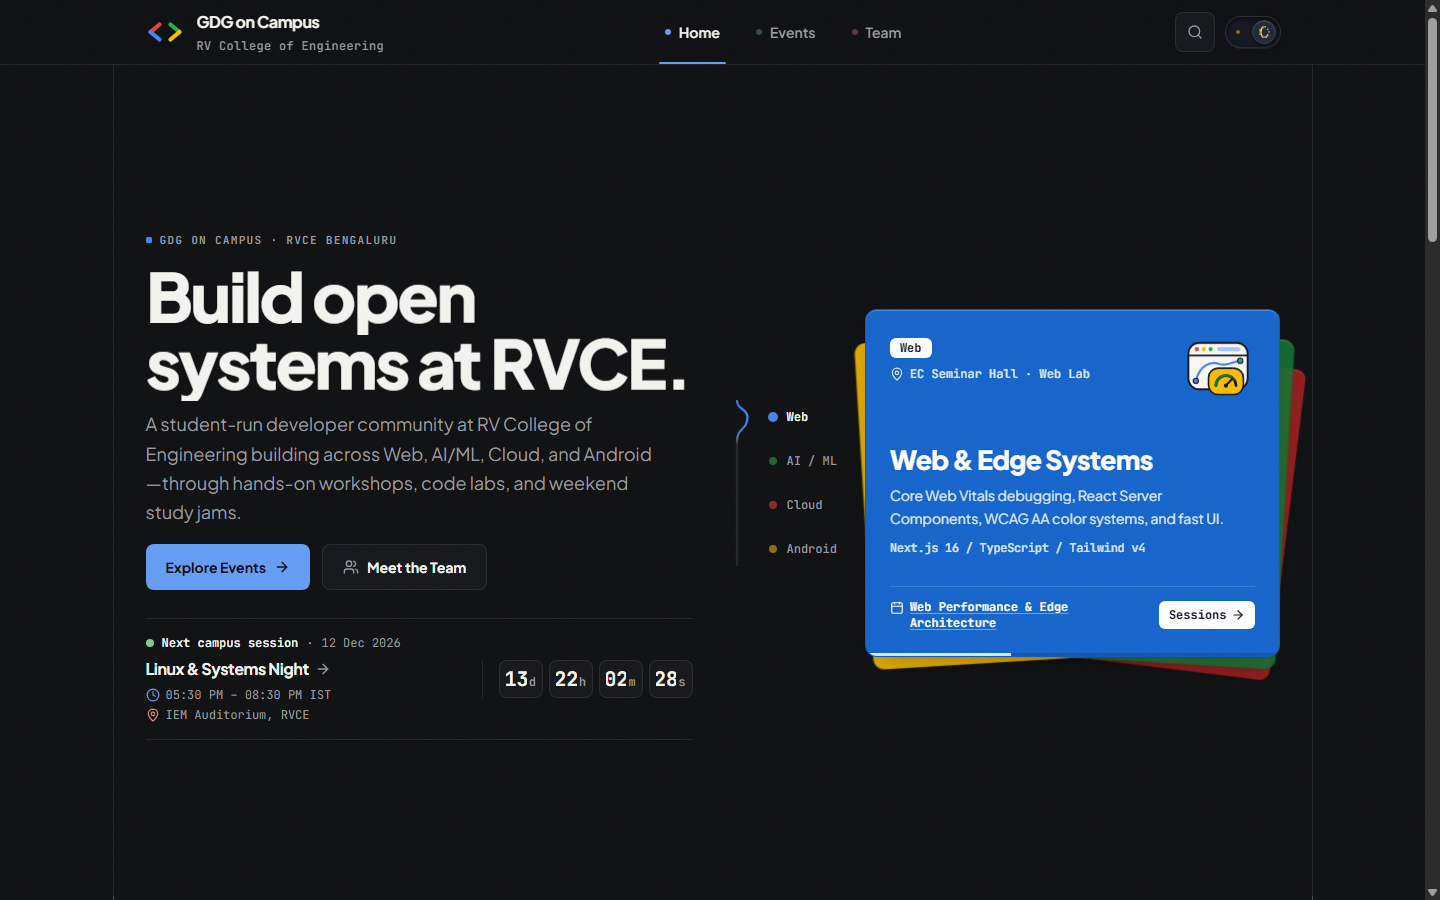 GDG on Campus
RV College of Engineering
Home
Events
Team
GDG ON CAMPUS · RVCE BENGALURU
Build open
systems at RVCE.
A student-run developer community at RV College of
Engineering building across Web, AI/ML, Cloud, and Android
—through hands-on workshops, code labs, and weekend
study jams.
Explore Events →
Meet the Team
Next campus session · 12 Dec 2026
Linux & Systems Night →
05:30 PM – 08:30 PM IST
IEM Auditorium, RVCE
13d 22h 02m 28s
Web
AI / ML
Cloud
Android
Web
EC Seminar Hall · Web Lab
Web & Edge Systems
Core Web Vitals debugging, React Server
Components, WCAG AA color systems, and fast UI.
Next.js 16 / TypeScript / Tailwind v4
Web Performance & Edge
Architecture
Sessions →